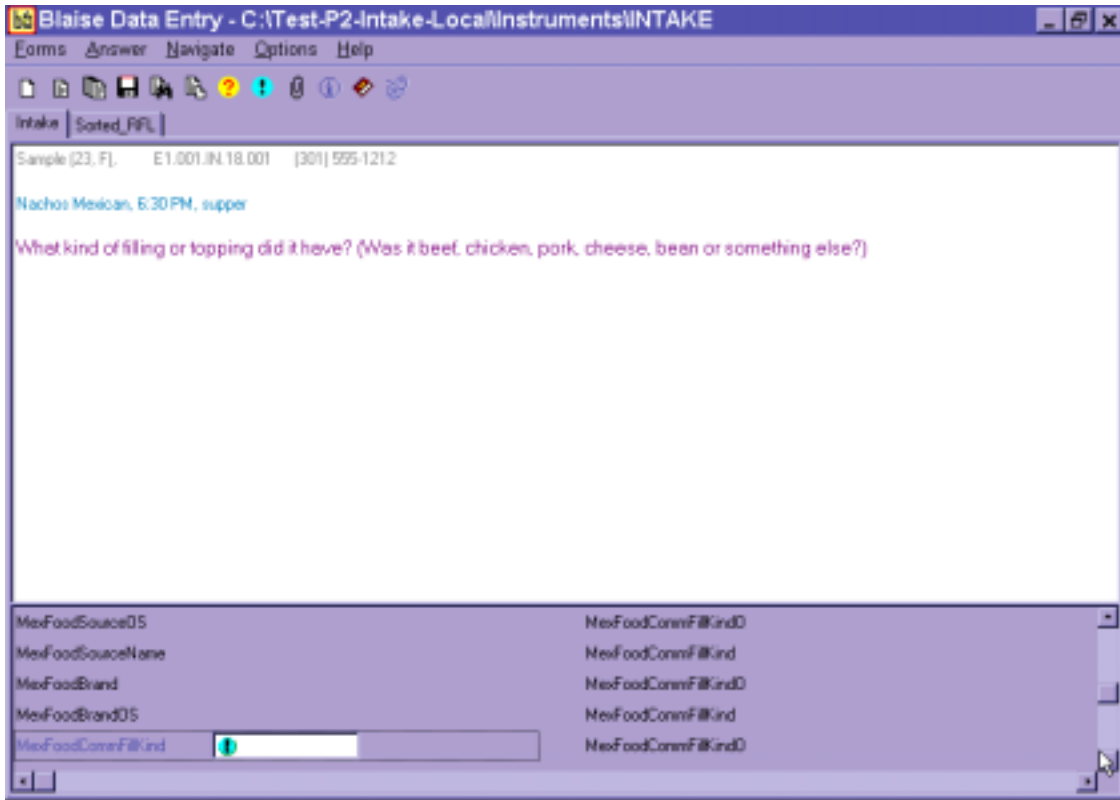 Blaise Data Entry - C:\Test-P2-Intake-Local\Instruments\INTAKE
Forms Answer Navigate Options Help
Intake Sorted_RFL
Sample (23, F), E1.001.IN.18.001 (301) 555-1212
Nachos Mexican, 6:30 PM, supper
What kind of filling or topping did it have? (Was it beef, chicken, pork, cheese, bean or something else?)
MexFoodSourceOS MexFoodCommFillKindO
MexFoodSourceName MexFoodCommFillKind
MexFoodBrand MexFoodCommFillKindO
MexFoodBrandOS MexFoodCommFillKind
MexFoodCommFillKind MexFoodCommFillKindO